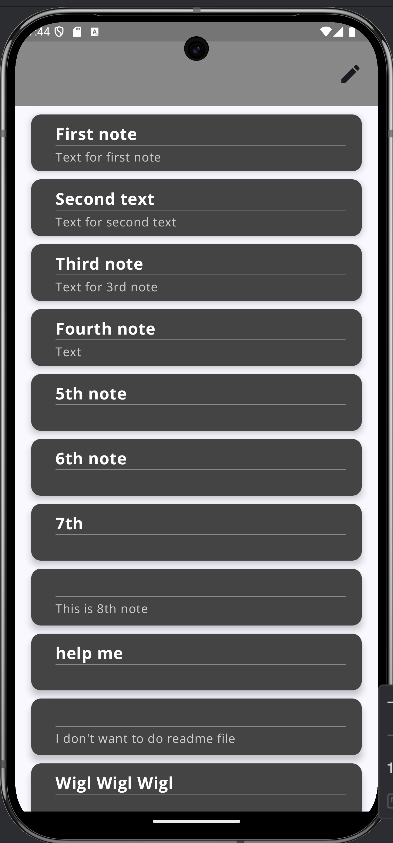 :44
First note
Text for first note
Second text
Text for second text
Third note
Text for 3rd note
Fourth note
Text
5th note
6th note
7th
This is 8th note
help me
I don't want to do readme file
Wigl Wigl Wigl